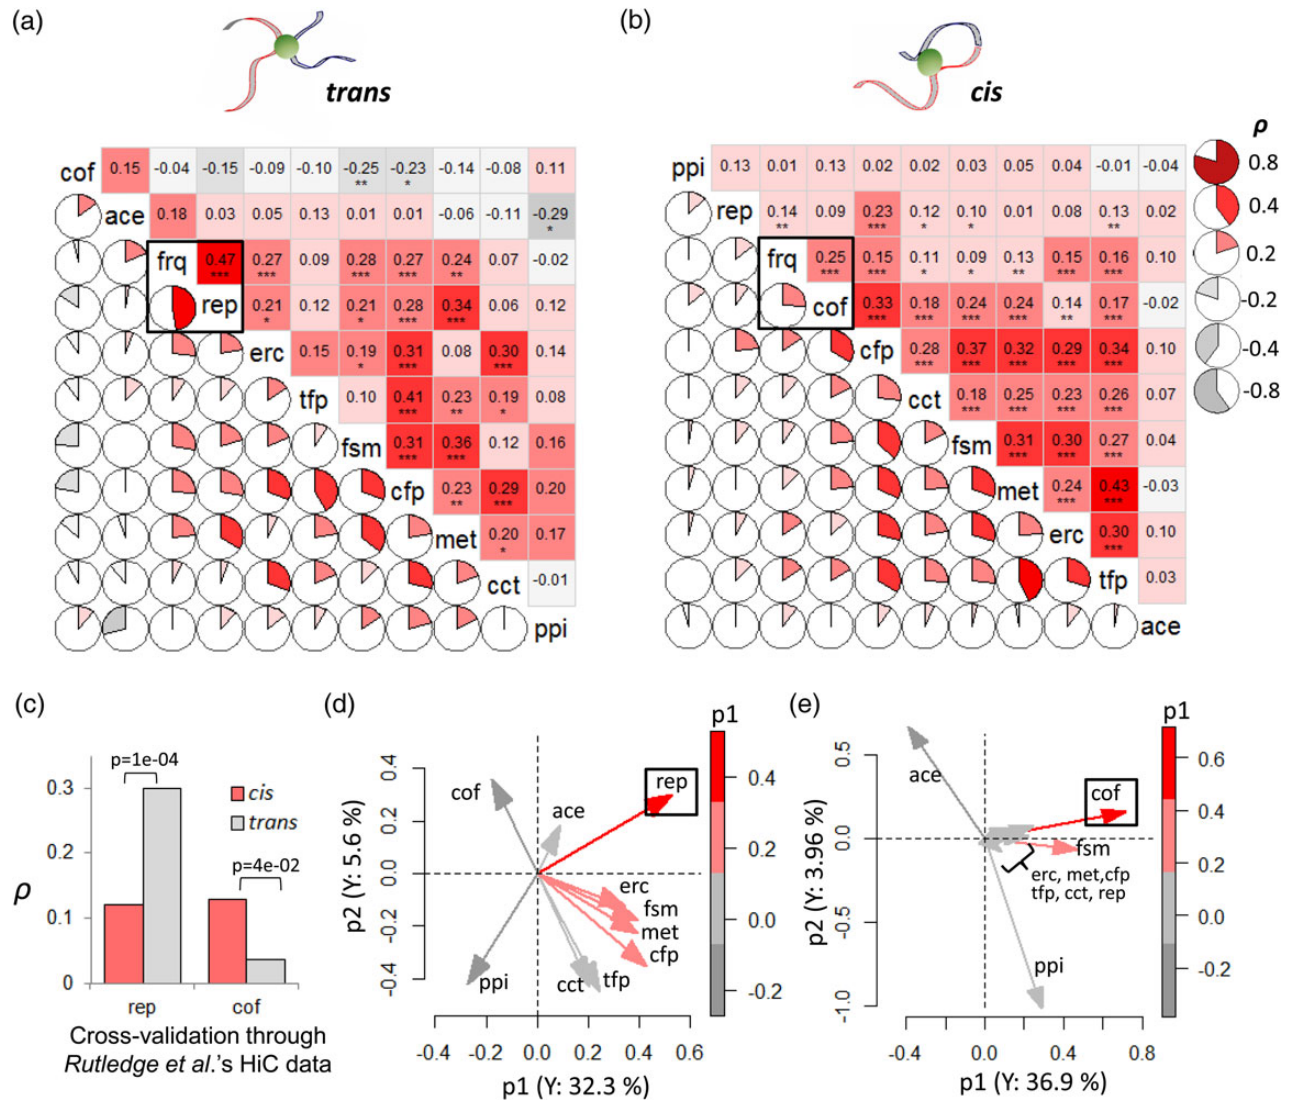 (a)
trans
cof 0.15 -0.04 -0.15 -0.09 -0.10 -0.25 ** -0.23 * -0.14 -0.08 0.11
ace 0.18 0.03 0.05 0.13 0.01 0.01 -0.06 -0.11 -0.29 *
frq 0.47 *** 0.27 *** 0.09 0.28 *** 0.27 *** 0.24 ** 0.07 -0.02
rep 0.21 * 0.12 0.21 * 0.28 *** 0.34 *** 0.06 0.12
erc 0.15 0.19 * 0.31 *** 0.08 0.30 *** 0.14
tfp 0.10 0.41 *** 0.23 ** 0.19 * 0.08
fsm 0.31 *** 0.36 *** 0.12 0.16
cfp 0.23 ** 0.29 *** 0.20
met 0.20 * 0.17
cct -0.01
ppi
(b)
cis
ppi 0.13 0.01 0.13 0.02 0.02 0.03 0.05 0.04 -0.01 -0.04
rep 0.14 ** 0.09 0.23 *** 0.12 * 0.10 * 0.01 0.08 0.13 ** 0.02
frq 0.25 *** 0.15 *** 0.11 * 0.09 * 0.13 ** 0.15 *** 0.16 *** 0.10
cof 0.33 *** 0.18 *** 0.24 *** 0.24 *** 0.14 ** 0.17 *** -0.02
cfp 0.28 *** 0.37 *** 0.32 *** 0.29 *** 0.34 *** 0.10
cct 0.18 *** 0.25 *** 0.23 *** 0.26 *** 0.07
fsm 0.31 *** 0.30 *** 0.27 *** 0.04
met 0.24 *** 0.43 *** -0.03
erc 0.30 *** 0.10
tfp 0.03
ace
ρ
0.8
0.4
0.2
-0.2
-0.4
-0.8
(c)
p=1e-04
cis
trans
p=4e-02
ρ
0.3
0.2
0.1
0
rep cof
Cross-validation through
Rutledge et al.'s HiC data
(d)
p1
p2 (Y: 5.6 %)
0.4
0.2
0.0
-0.2
-0.4
cof
ace
rep
erc
fsm
met
cfp
tfp
cct
ppi
-0.4 -0.2 0.0 0.2 0.4 0.6
p1 (Y: 32.3 %)
0.4
0.2
0.0
-0.2
(e)
p1
p2 (Y: 3.96 %)
0.5
0.0
-0.5
-1.0
ace
cof
fsm
erc, met,cfp
tfp, cct, rep
ppi
-0.4 0.0 0.4 0.8
p1 (Y: 36.9 %)
0.6
0.4
0.2
0.0
-0.2